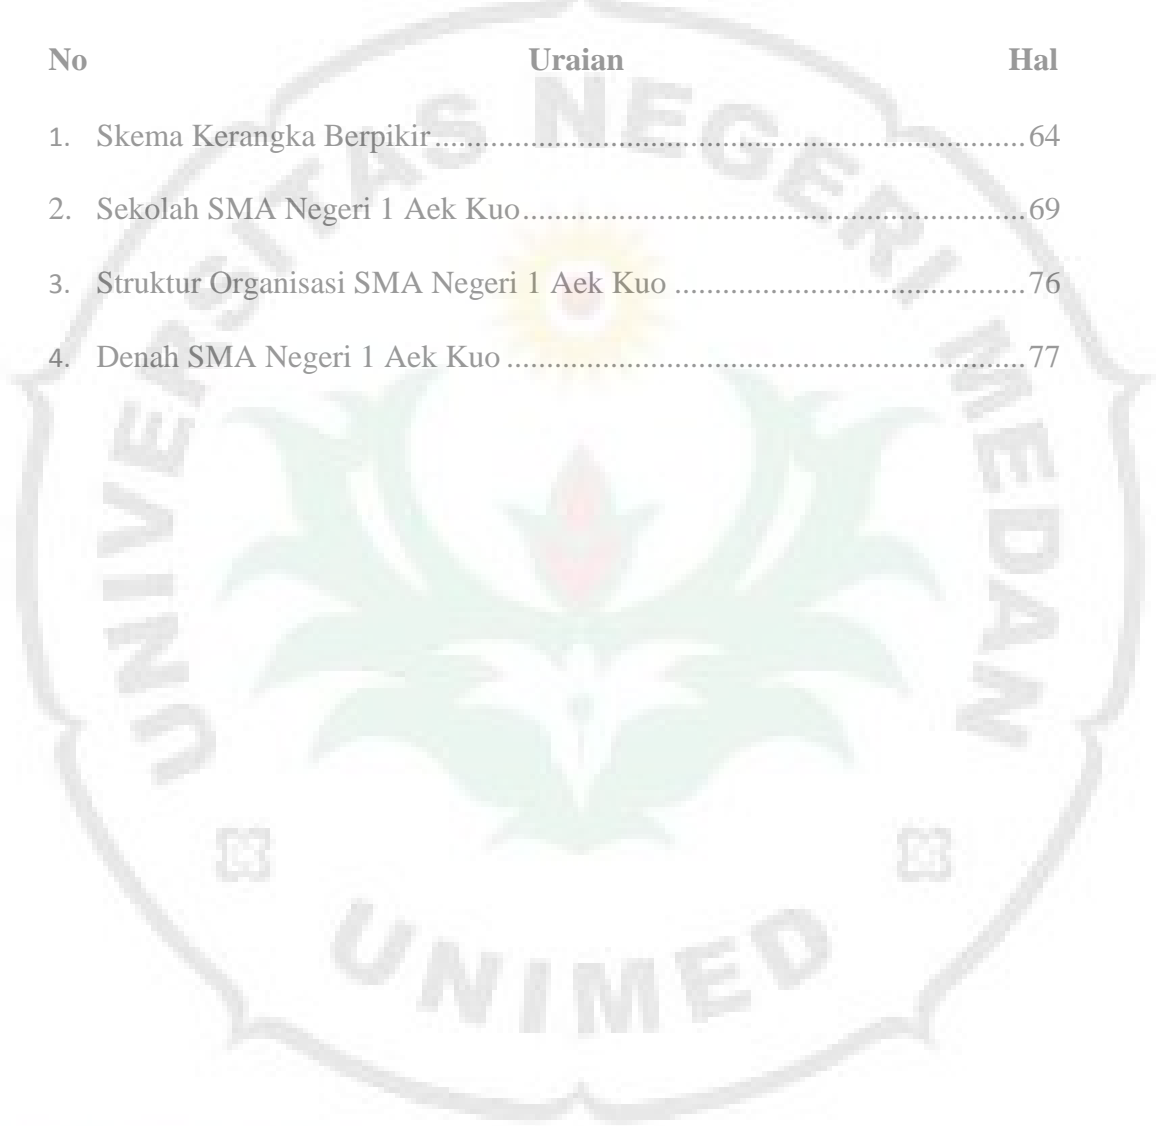 No Uraian Hal
1. Skema Kerangka Berpikir.......................................................................... 64
2. Sekolah SMA Negeri 1 Aek Kuo............................................................... 69
3. Struktur Organisasi SMA Negeri 1 Aek Kuo ............................................ 76
4. Denah SMA Negeri 1 Aek Kuo ................................................................. 77
UNIVERSITAS NEGERI MEDAN
UNIMED